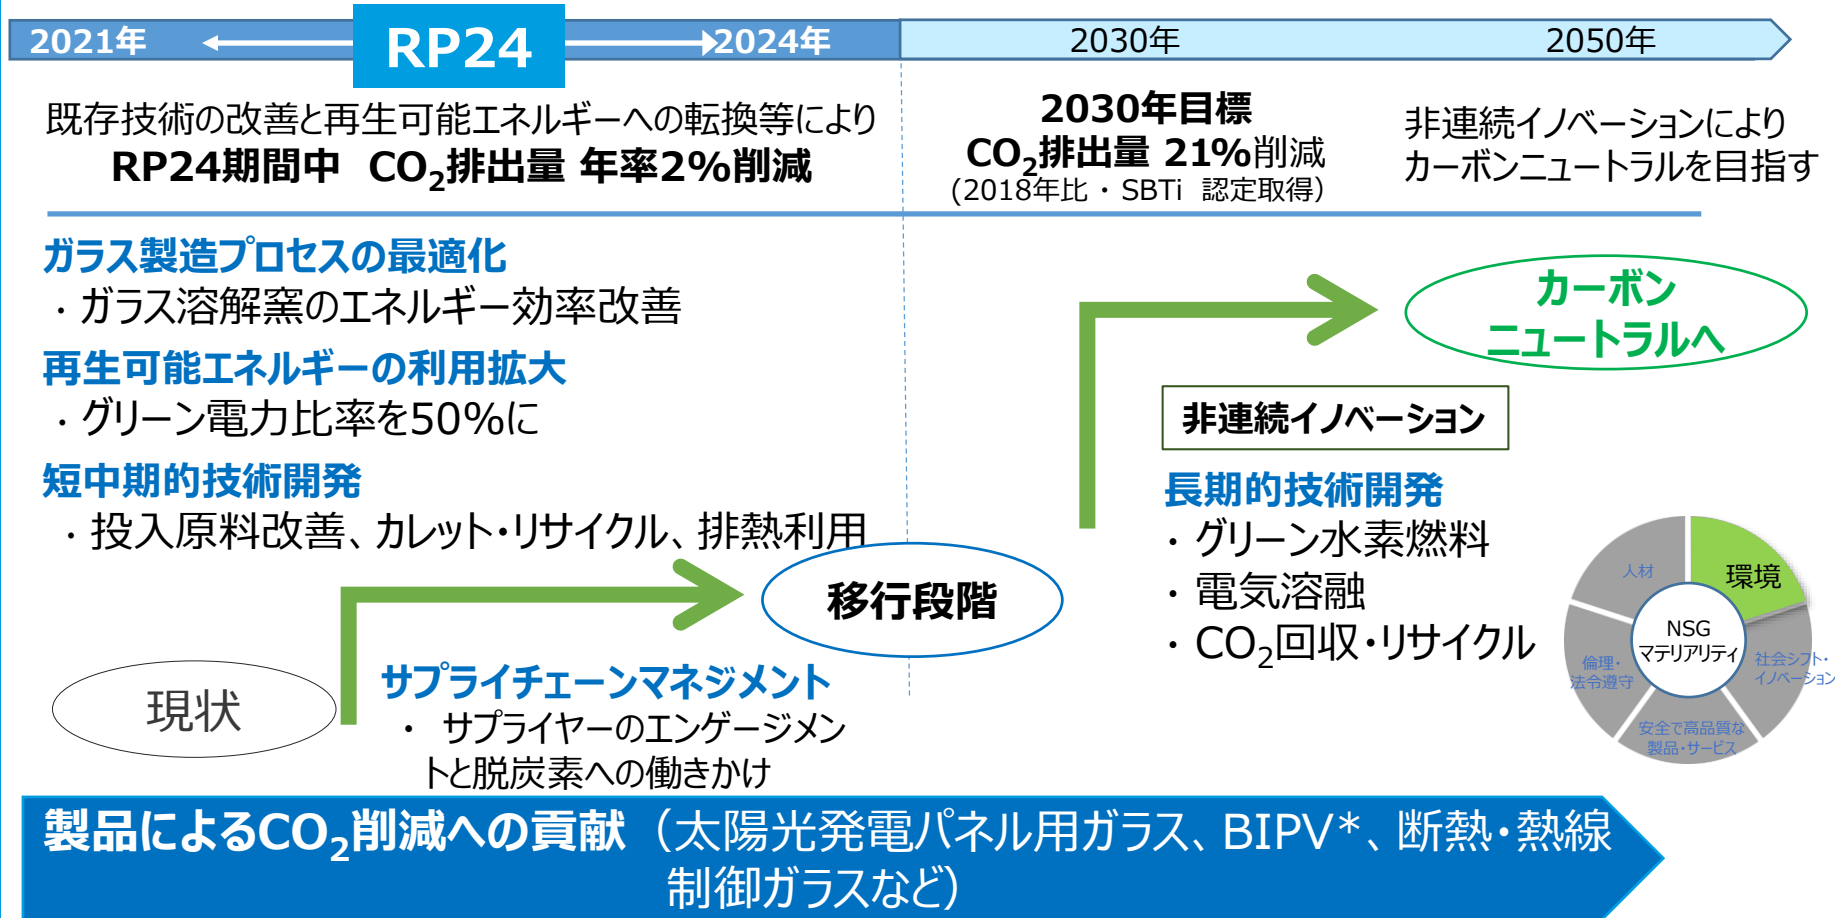 2021年
RP24
2024年
2030年
2050年
既存技術の改善と再生可能エネルギーへの転換等により
RP24期間中 CO₂排出量 年率2%削減
2030年目標
CO₂排出量 21%削減
(2018年比・SBTi 認定取得)
非連続イノベーションにより
カーボンニュートラルを目指す
ガラス製造プロセスの最適化
・ガラス溶解窯のエネルギー効率改善
再生可能エネルギーの利用拡大
・グリーン電力比率を50%に
短中期的技術開発
・投入原料改善、カレット・リサイクル、排熱利用
移行段階
現状
サプライチェーンマネジメント
・ サプライヤーのエンゲージメン
トと脱炭素への働きかけ
カーボン
ニュートラルへ
非連続イノベーション
長期的技術開発
・グリーン水素燃料
・電気溶融
・CO₂回収・リサイクル
人材
環境
NSG
マテリアリティ
倫理・
法令遵守
社会シフト・
イノベーション
安全で高品質な
製品・サービス
製品によるCO₂削減への貢献（太陽光発電パネル用ガラス、BIPV*、断熱・熱線
制御ガラスなど）